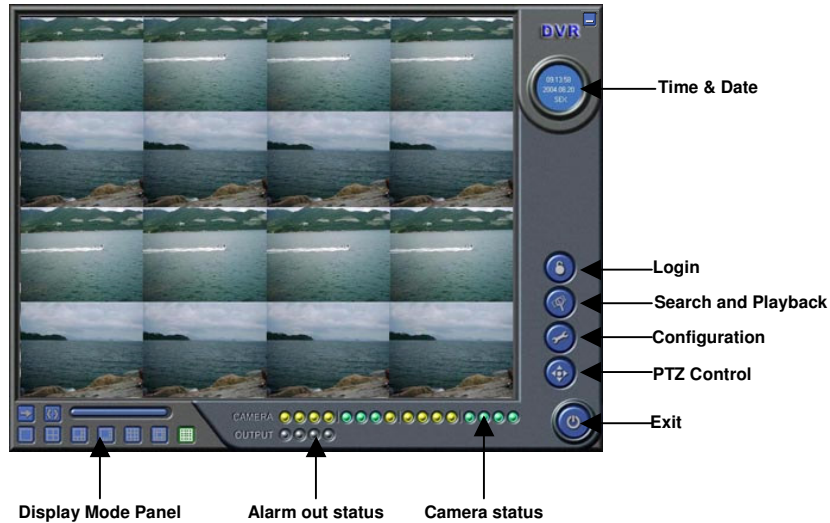 DVR
09:13:50
2004.08.20
Time & Date
Login
Search and Playback
Configuration
PTZ Control
Exit
CAMERA
OUTPUT
Display Mode Panel
Alarm out status
Camera status